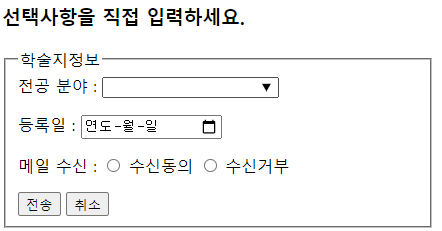 선택사항을 직접 입력하세요.
학술지정보
전공 분야 : ▼
등록일 : 연도-월-일
메일 수신 : 수신동의 수신거부
전송 취소